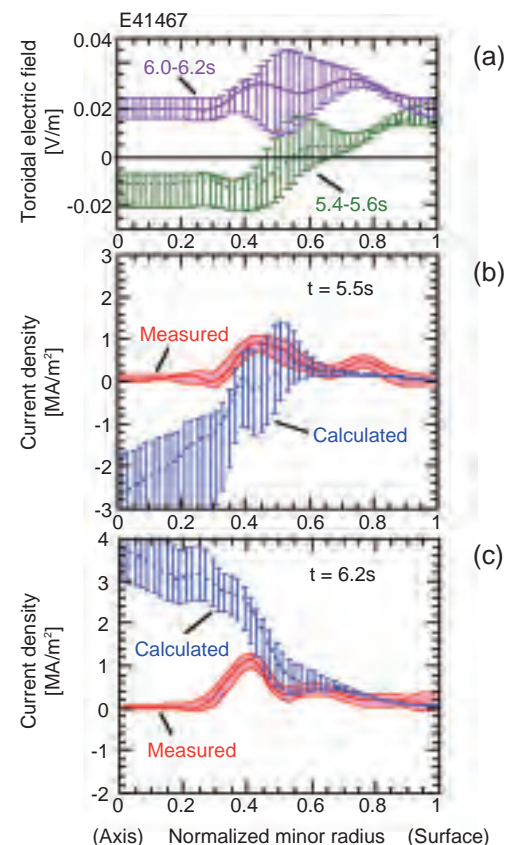 E41467
(a)
0.04
0.02
0
-0.02
Toroidal electric field
[V/m]
6.0-6.2s
5.4-5.6s
0 0.2 0.4 0.6 0.8 1
(b)
3
2
1
0
-1
-2
-3
Current density
[MA/m²]
t = 5.5s
Measured
Calculated
0 0.2 0.4 0.6 0.8 1
(c)
4
3
2
1
0
-1
-2
Current density
[MA/m²]
t = 6.2s
Calculated
Measured
0 0.2 0.4 0.6 0.8 1
(Axis) Normalized minor radius (Surface)